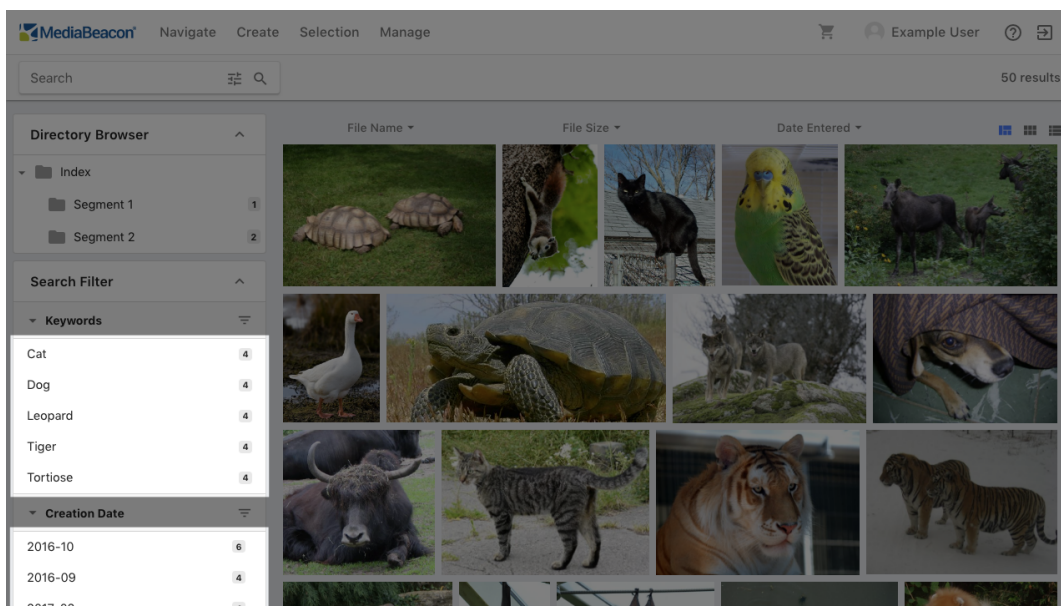 MediaBeacon® Navigate Create Selection Manage Example User
Search 50 results
Directory Browser File Name File Size Date Entered
Index
Segment 1 1
Segment 2 2
Search Filter
Keywords
Cat 4
Dog 4
Leopard 4
Tiger 4
Tortiose 4
Creation Date
2016-10 6
2016-09 4